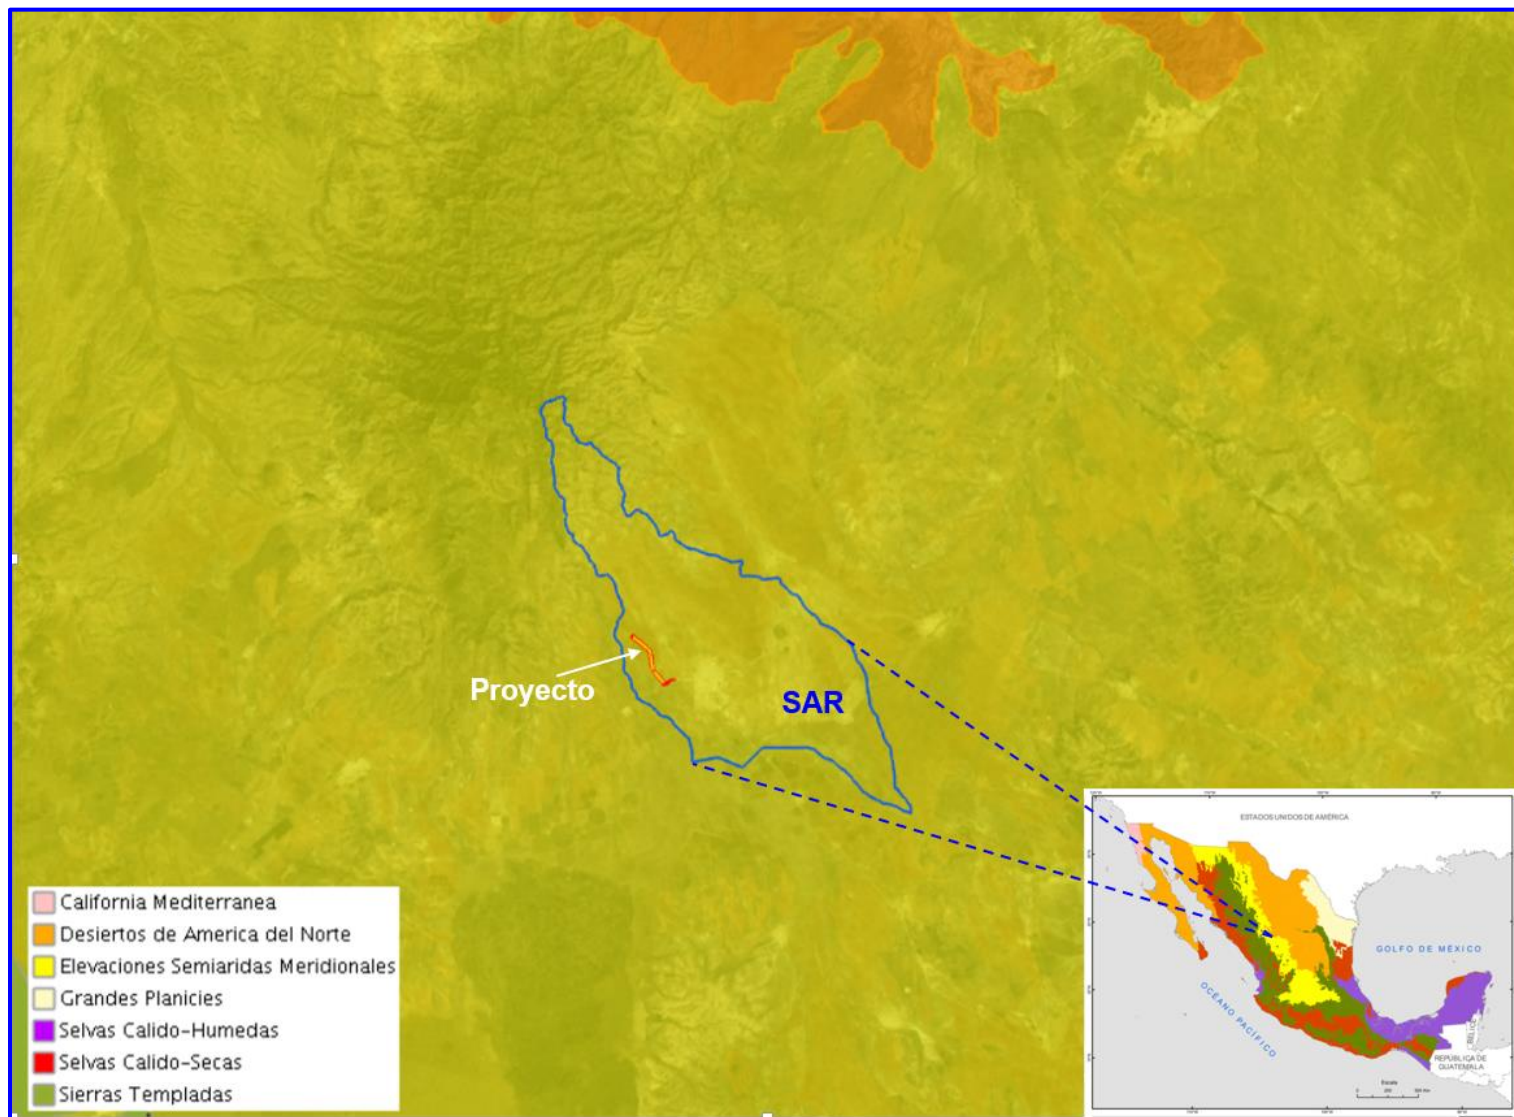 Proyecto
SAR
California Mediterranea
Desiertos de America del Norte
Elevaciones Semiaridas Meridionales
Grandes Planicies
Selvas Calido-Humedas
Selvas Calido-Secas
Sierras Templadas
ESTADOS UNIDOS DE AMÉRICA
GOLFO DE MÉXICO
OCÉANO PACÍFICO
BELICE
REPÚBLICA DE
GUATEMALA
Escala